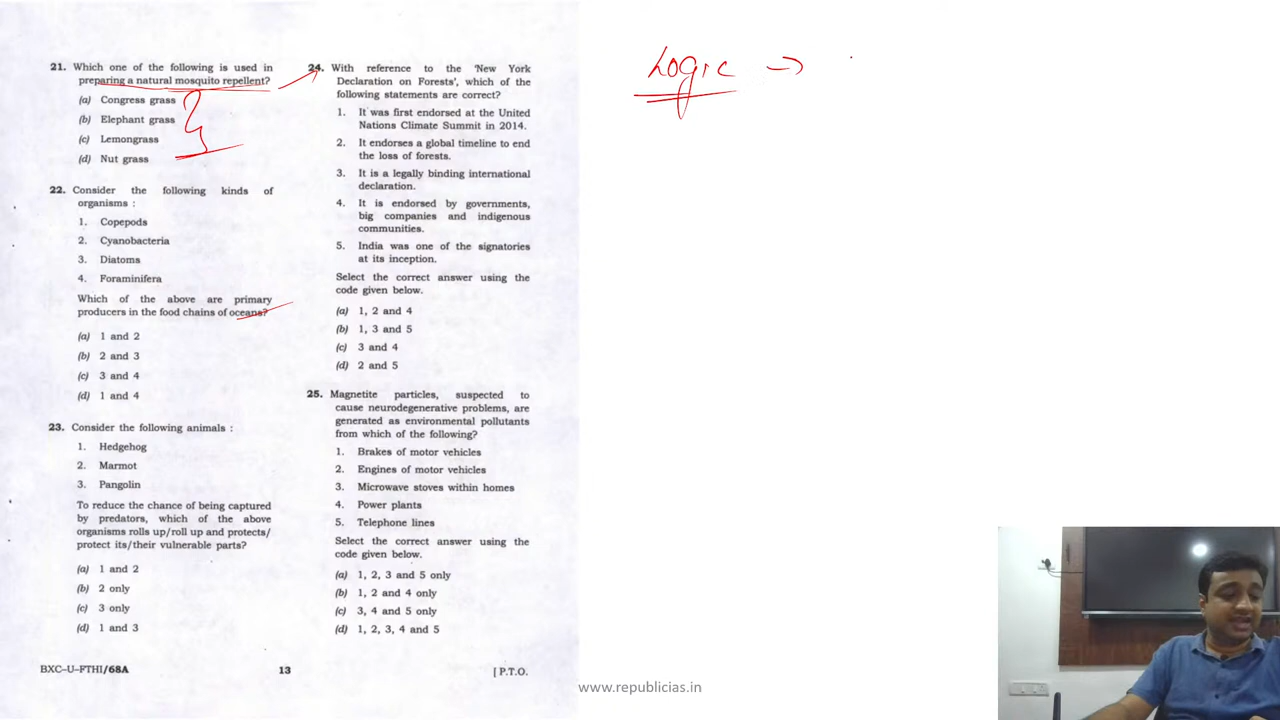 21. Which one of the following is used in
preparing a natural mosquito repellent?
(a) Congress grass
(b) Elephant grass
(c) Lemongrass
(d) Nut grass
22. Consider the following kinds of
organisms :
1. Copepods
2. Cyanobacteria
3. Diatoms
4. Foraminifera
Which of the above are primary
producers in the food chains of oceans?
(a) 1 and 2
(b) 2 and 3
(c) 3 and 4
(d) 1 and 4
23. Consider the following animals :
1. Hedgehog
2. Marmot
3. Pangolin
To reduce the chance of being captured
by predators, which of the above
organisms rolls up/roll up and protects/
protect its/their vulnerable parts?
(a) 1 and 2
(b) 2 only
(c) 3 only
(d) 1 and 3
BXC-U-FTHI/68A
13
24. With reference to the 'New York
Declaration on Forests', which of the
following statements are correct?
1. It was first endorsed at the United
Nations Climate Summit in 2014.
2. It endorses a global timeline to end
the loss of forests.
3. It is a legally binding international
declaration.
4. It is endorsed by governments,
big companies and indigenous
communities.
5. India was one of the signatories
at its inception.
Select the correct answer using the
code given below.
(a) 1, 2 and 4
(b) 1, 3 and 5
(c) 3 and 4
(d) 2 and 5
25. Magnetite particles, suspected to
cause neurodegenerative problems, are
generated as environmental pollutants
from which of the following?
1. Brakes of motor vehicles
2. Engines of motor vehicles
3. Microwave stoves within homes
4. Power plants
5. Telephone lines
Select the correct answer using the
code given below.
(a) 1, 2, 3 and 5 only
(b) 1, 2 and 4 only
(c) 3, 4 and 5 only
(d) 1, 2, 3, 4 and 5
[ P.T.O.
Logic →
www.republicias.in